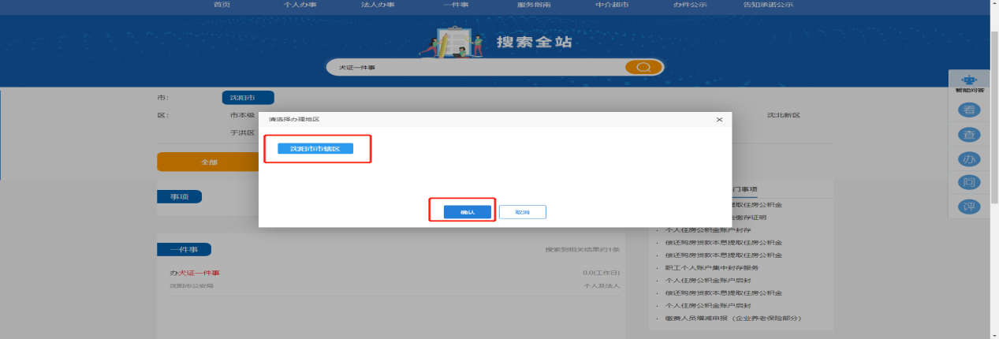 首页 个人办事 法人办事 一件事 服务指南 中介超市 办件公示 告知承诺公示
搜索全站
犬证一件事
智能问答
看
查
办
问
评
市： 沈阳市
区： 市本级 沈北新区
于洪区
请选择办理地区 ×
沈阳市市辖区
确认 取消
全部
事项
一件事 搜索到相关结果约1条
办犬证一件事 0.0(工作日)
沈阳市公安局 个人及法人
门事项
提取住房公积金
缴存证明
· 个人住房公积金账户封存
· 偿还购房贷款本息提取住房公积金
· 偿还购房贷款本息提取住房公积金
· 职工个人账户集中封存服务
· 个人住房公积金账户启封
· 偿还购房贷款本息提取住房公积金
· 个人住房公积金账户启封
· 缴费人员增减申报（企业养老保险部分）